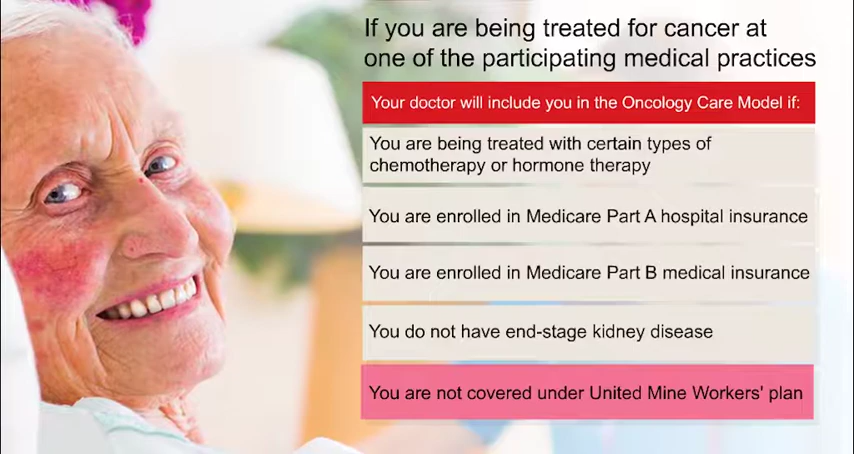 If you are being treated for cancer at
one of the participating medical practices
Your doctor will include you in the Oncology Care Model if:
You are being treated with certain types of
chemotherapy or hormone therapy
You are enrolled in Medicare Part A hospital insurance
You are enrolled in Medicare Part B medical insurance
You do not have end-stage kidney disease
You are not covered under United Mine Workers' plan